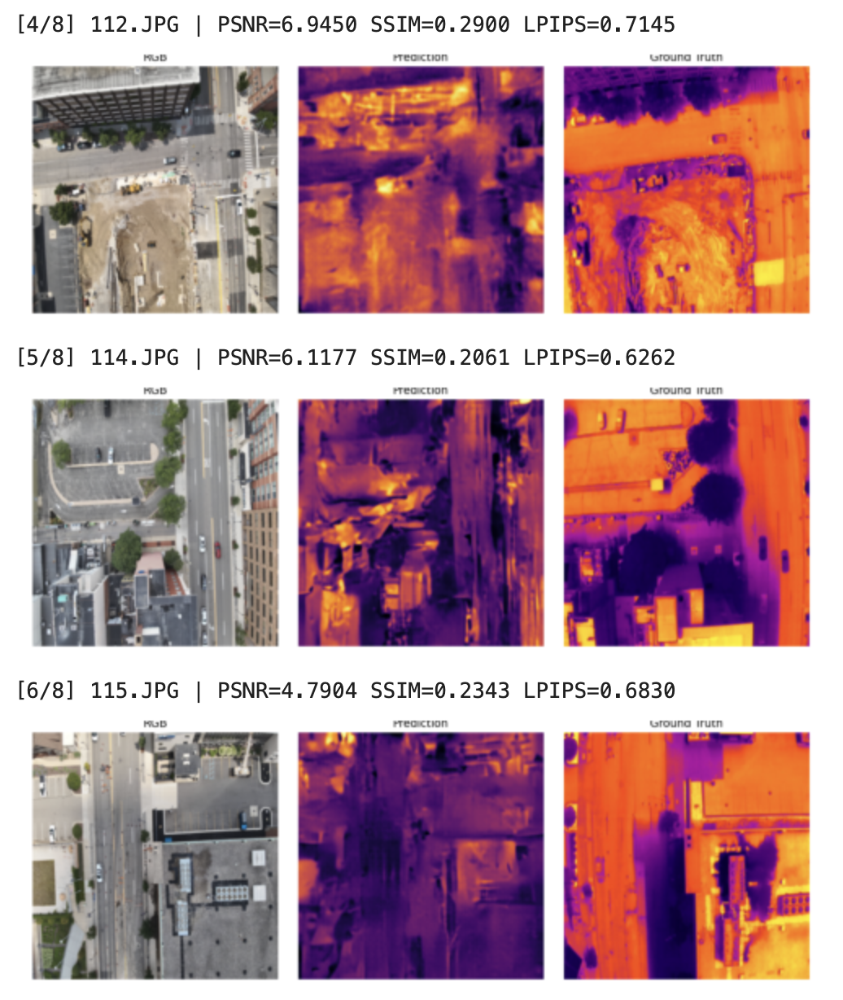 [4/8] 112.JPG | PSNR=6.9450 SSIM=0.2900 LPIPS=0.7145
RGB Prediction Ground Truth
[5/8] 114.JPG | PSNR=6.1177 SSIM=0.2061 LPIPS=0.6262
RGB Prediction Ground Truth
[6/8] 115.JPG | PSNR=4.7904 SSIM=0.2343 LPIPS=0.6830
RGB Prediction Ground Truth